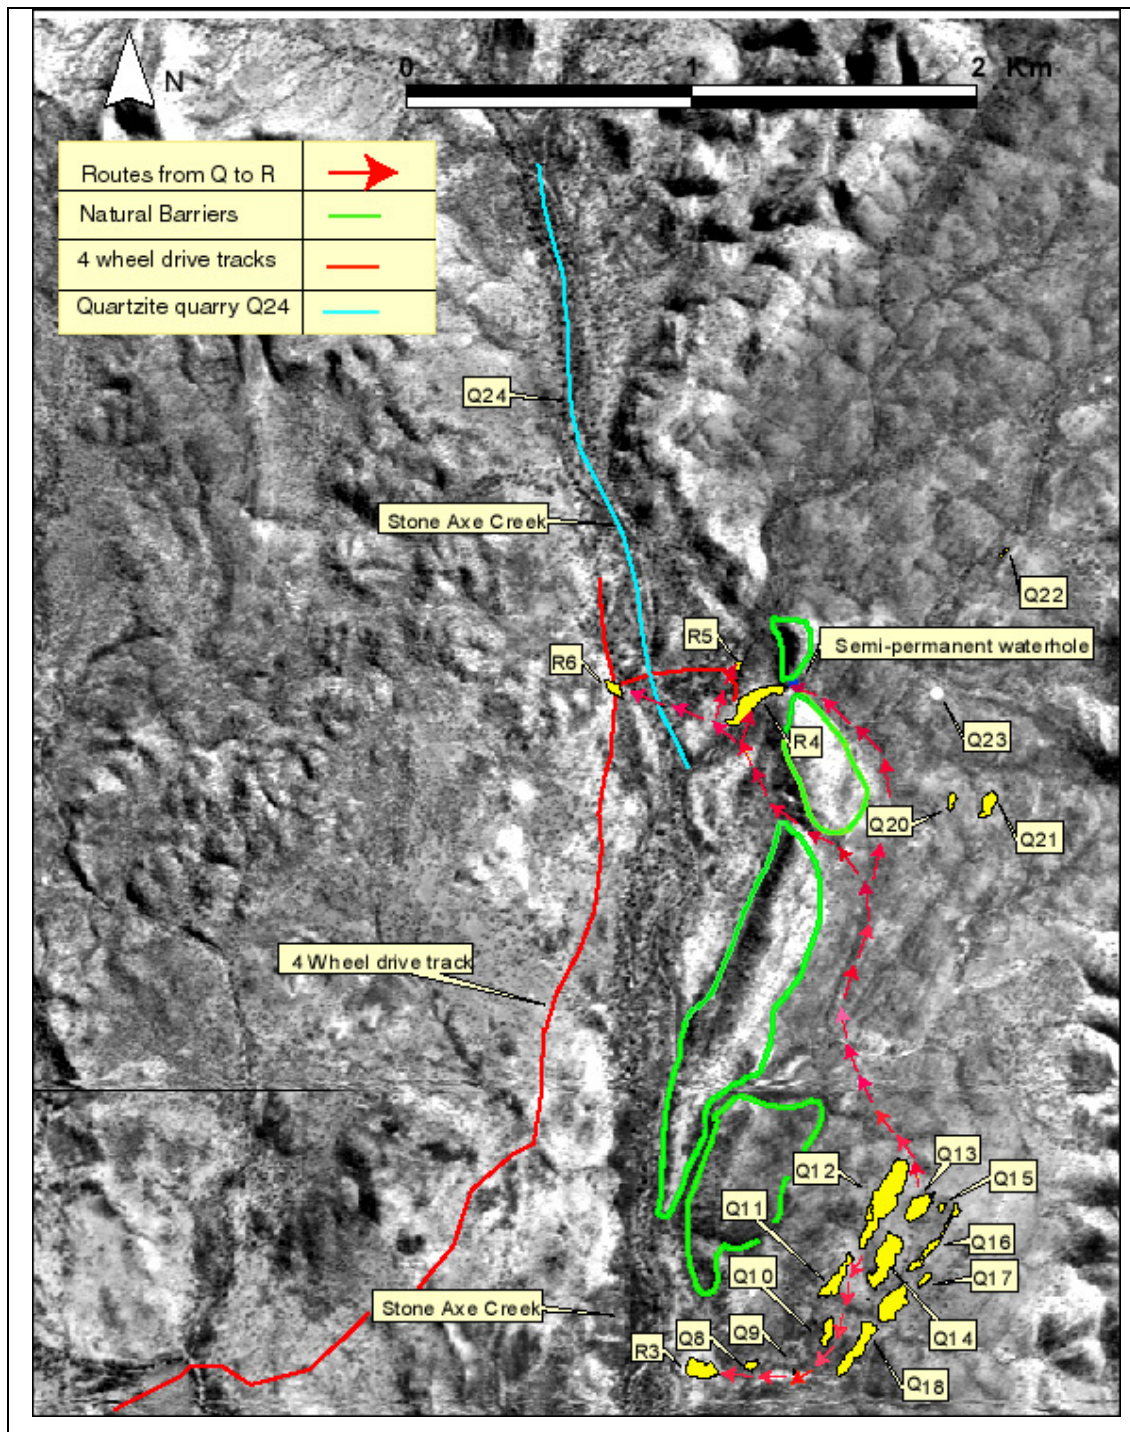 N
0 1 2 Km
Routes from Q to R
Natural Barriers
4 wheel drive tracks
Quartzite quarry Q24
Q24
Stone Axe Creek
Q22
R5
Semi-permanent waterhole
R6
Q23
R4
Q20
Q21
4 Wheel drive track
Q13
Q12
Q15
Q11
Q16
Q10
Q17
Stone Axe Creek
Q9
Q8
Q14
R3
Q18